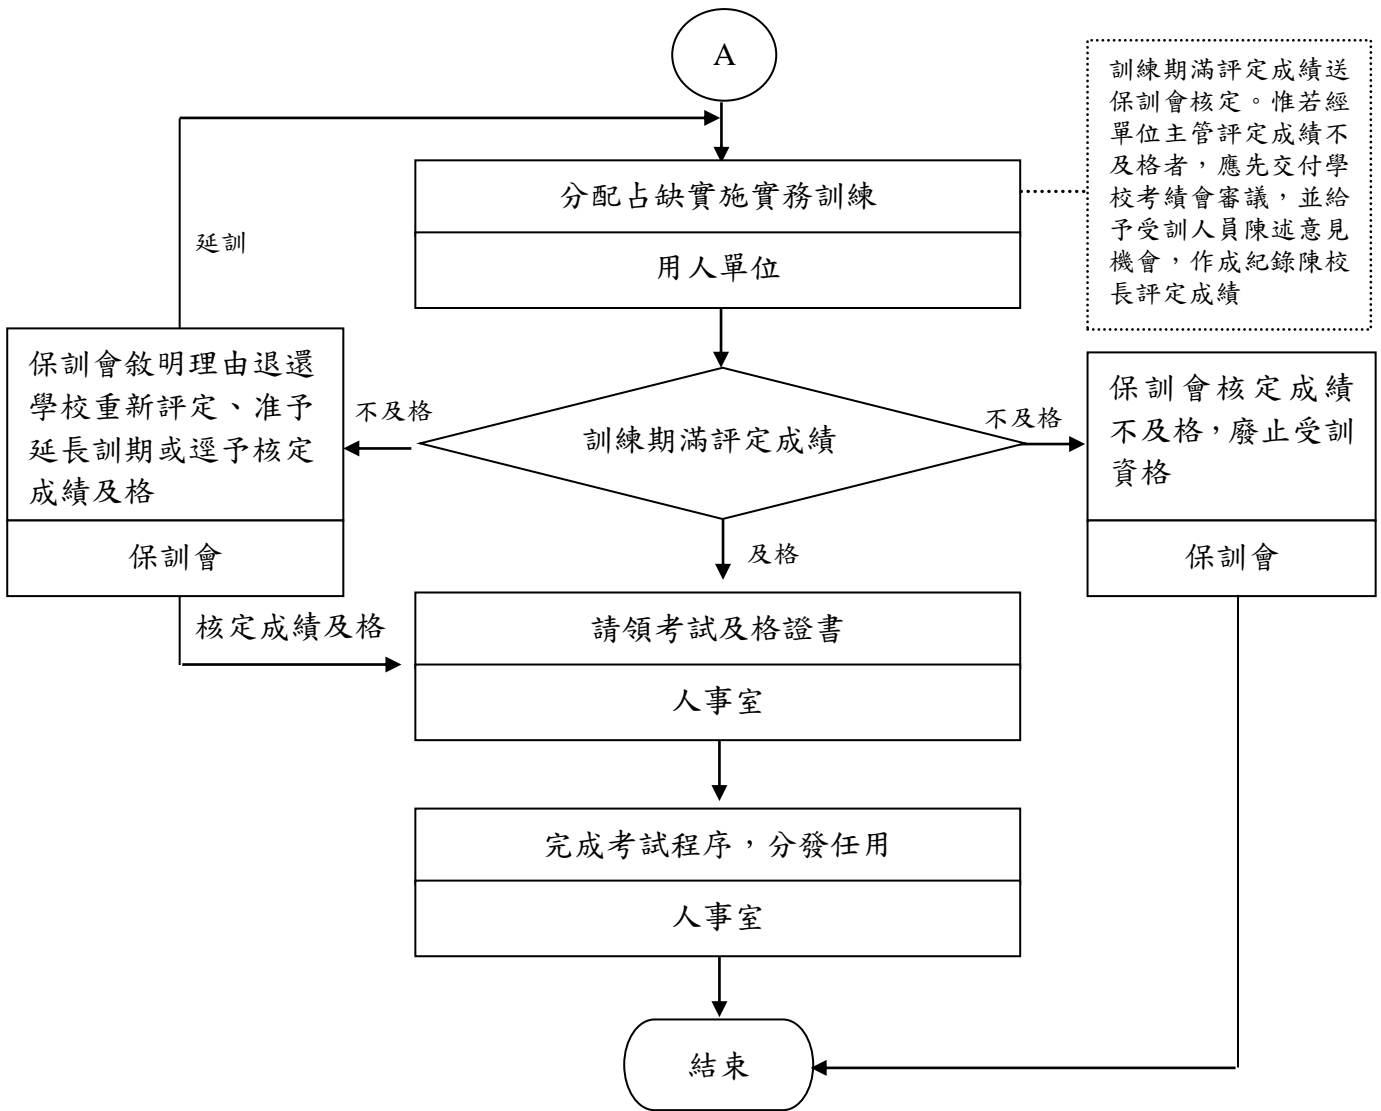 A
訓練期滿評定成績送
保訓會核定。惟若經
單位主管評定成績不
及格者，應先交付學
校考績會審議，並給
予受訓人員陳述意見
機會，作成紀錄陳校
長評定成績
分配占缺實施實務訓練
用人單位
延訓
保訓會敘明理由退還
學校重新評定、准予
延長訓期或逕予核定
成績及格
保訓會
不及格
訓練期滿評定成績
不及格
保訓會核定成績
不及格，廢止受訓
資格
保訓會
及格
核定成績及格
請領考試及格證書
人事室
完成考試程序，分發任用
人事室
結束